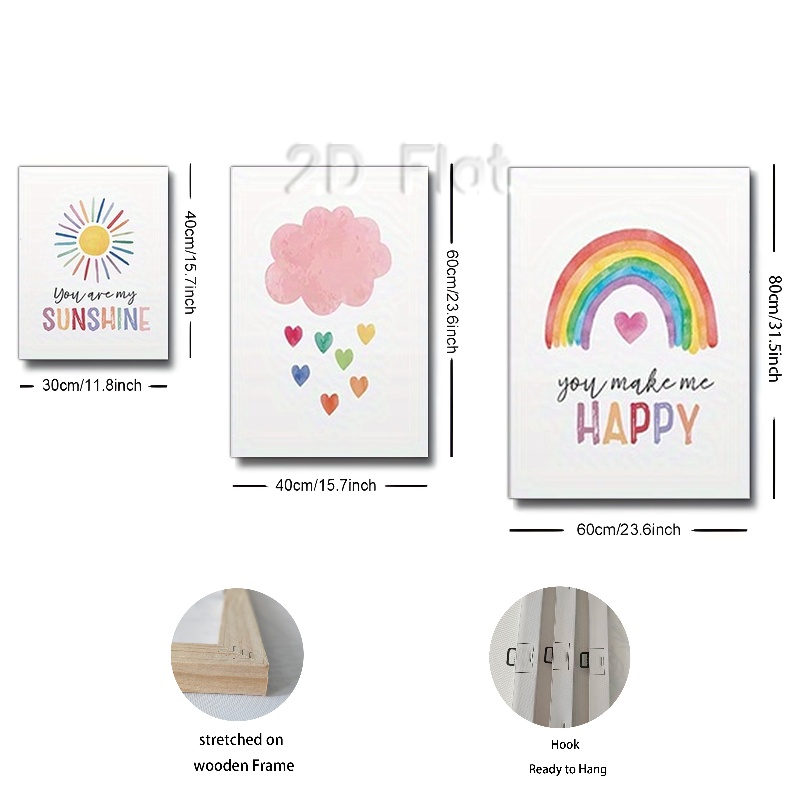 2D Flat
You are my
SUNSHINE
40cm/15.7inch
30cm/11.8inch
60cm/23.6inch
40cm/15.7inch
you make me
HAPPY
80cm/31.5inch
60cm/23.6inch
stretched on
wooden Frame
Hook
Ready to Hang